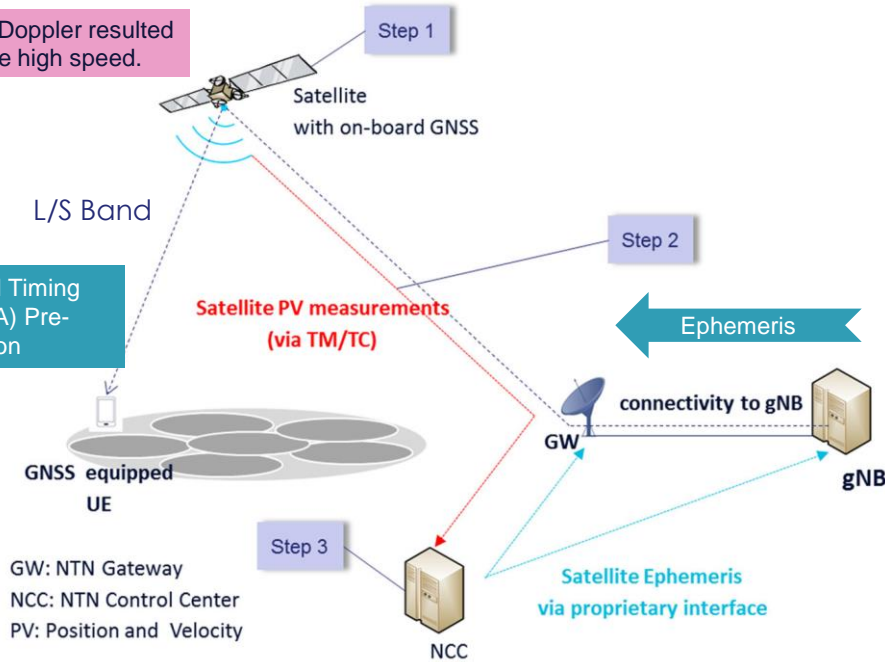 Doppler resulted
e high speed.
Step 1
Satellite
with on-board GNSS
L/S Band
Step 2
Timing
A) Pre-
on
Satellite PV measurements
(via TM/TC)
Ephemeris
connectivity to gNB
GW
gNB
GNSS equipped
UE
Step 3
GW: NTN Gateway
NCC: NTN Control Center
PV: Position and Velocity
Satellite Ephemeris
via proprietary interface
NCC